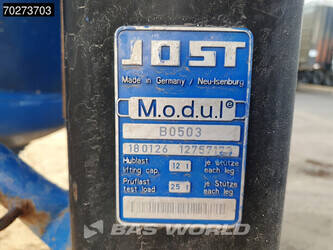 70273703
JOST
Made in Germany / Neu-Isenburg
M.o.d.u.l
B0503
180126
Hublast 12 t je Stütze
lifting cap. each leg
Prüflast 25 t je Stütze
test load each leg
BAS WORLD